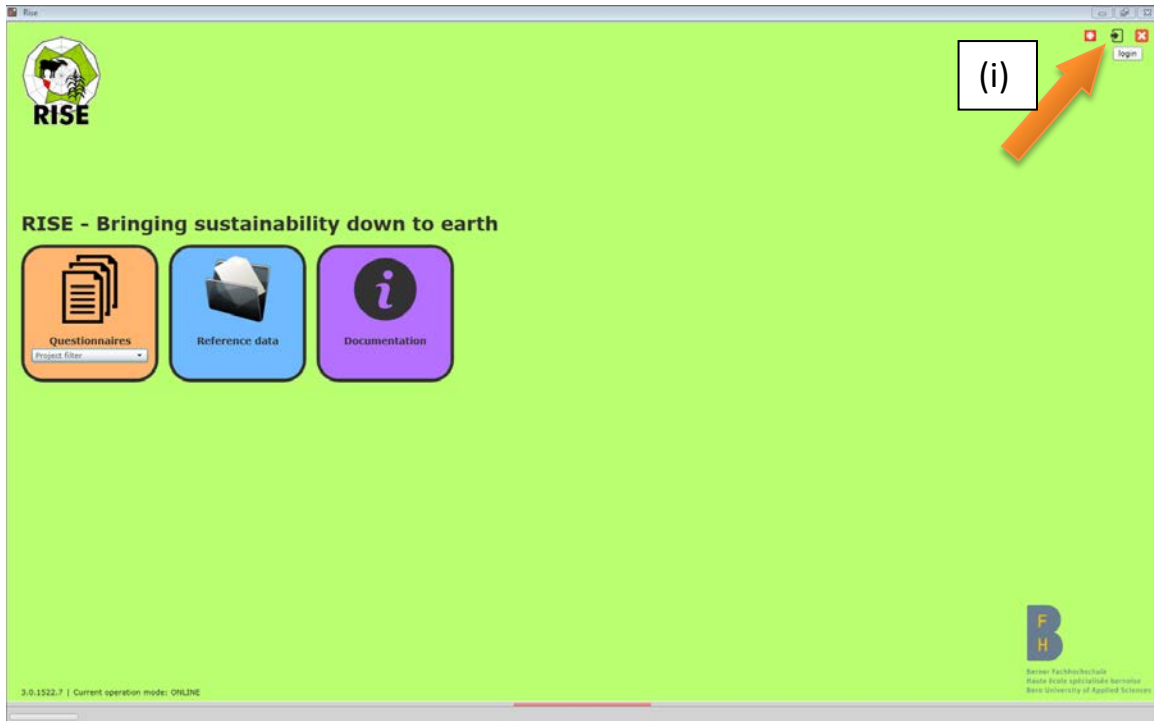 Rise
login
(i)
RISE
RISE - Bringing sustainability down to earth
Questionnaires
Project filter
Reference data
i
Documentation
B
F
H
Berner Fachhochschule
Haute école spécialisée bernoise
Bern University of Applied Sciences
3.0.1522.7 | Current operation mode: ONLINE